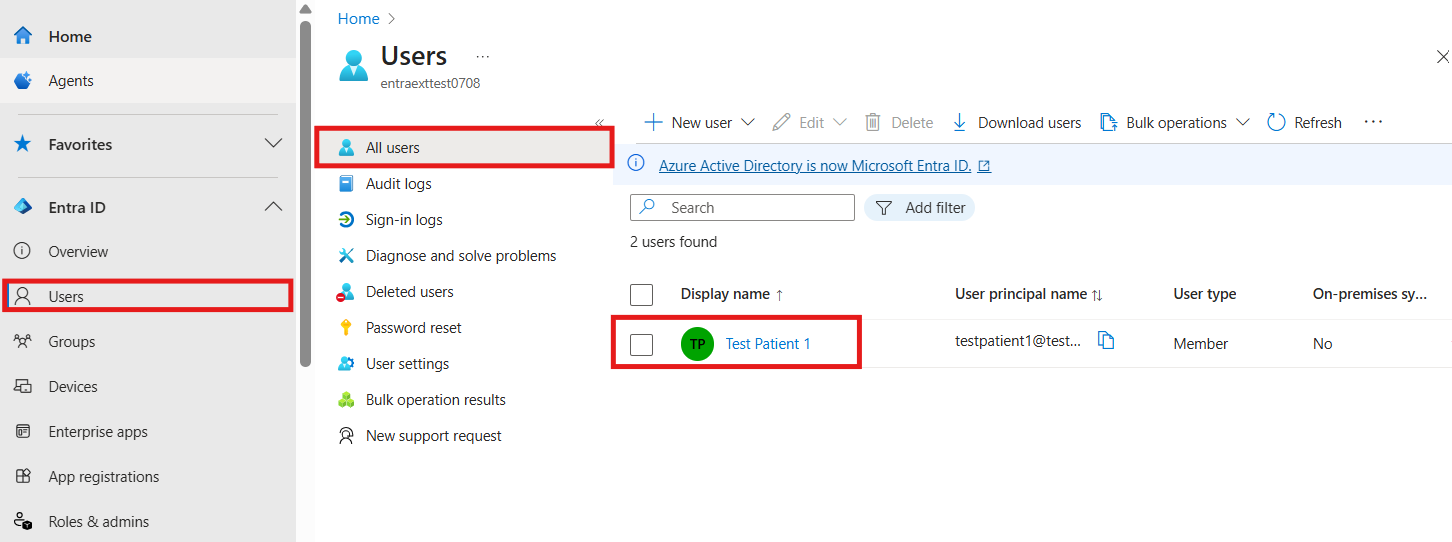 Home
Agents
Favorites
Entra ID
Overview
Users
Groups
Devices
Enterprise apps
App registrations
Roles & admins
Home
Users ...
entraexttest0708
All users
Audit logs
Sign-in logs
Diagnose and solve problems
Deleted users
Password reset
User settings
Bulk operation results
New support request
New user Edit Delete Download users Bulk operations Refresh ...
Azure Active Directory is now Microsoft Entra ID.
Search Add filter
2 users found
Display name ↑ User principal name ↑↓ User type On-premises sy...
TP Test Patient 1 testpatient1@test... Member No